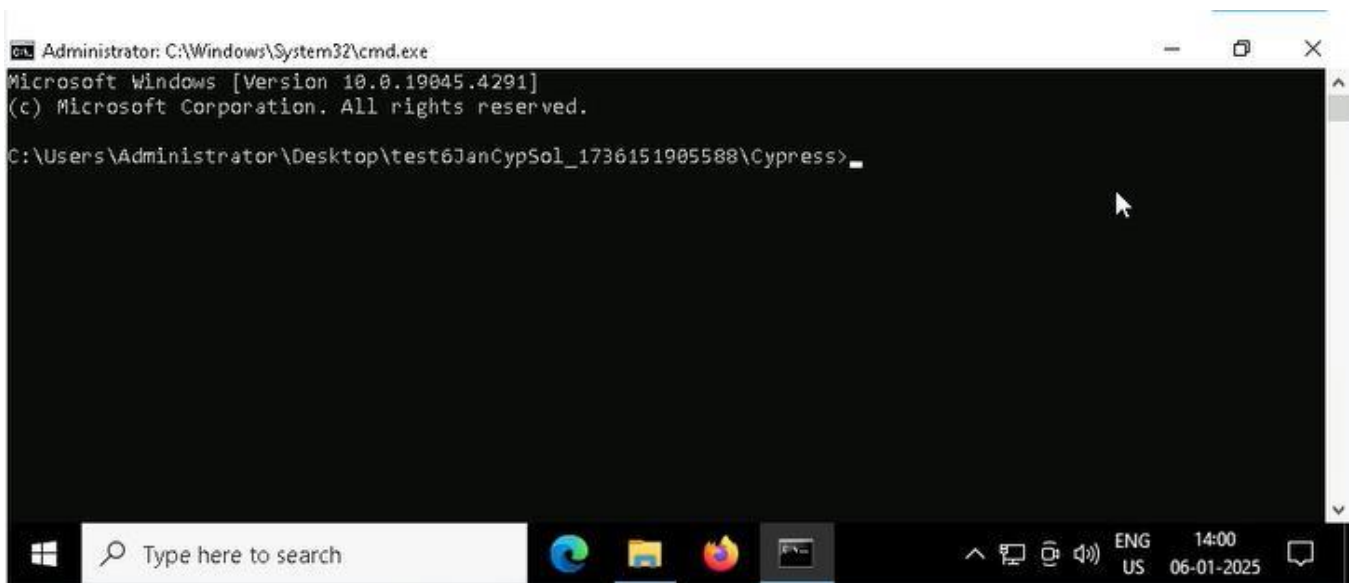 Administrator: C:\Windows\System32\cmd.exe
Microsoft Windows [Version 10.0.19045.4291]
(c) Microsoft Corporation. All rights reserved.
C:\Users\Administrator\Desktop\test6JanCypSol_1736151905588\Cypress>
Type here to search
ENG
US
14:00
06-01-2025